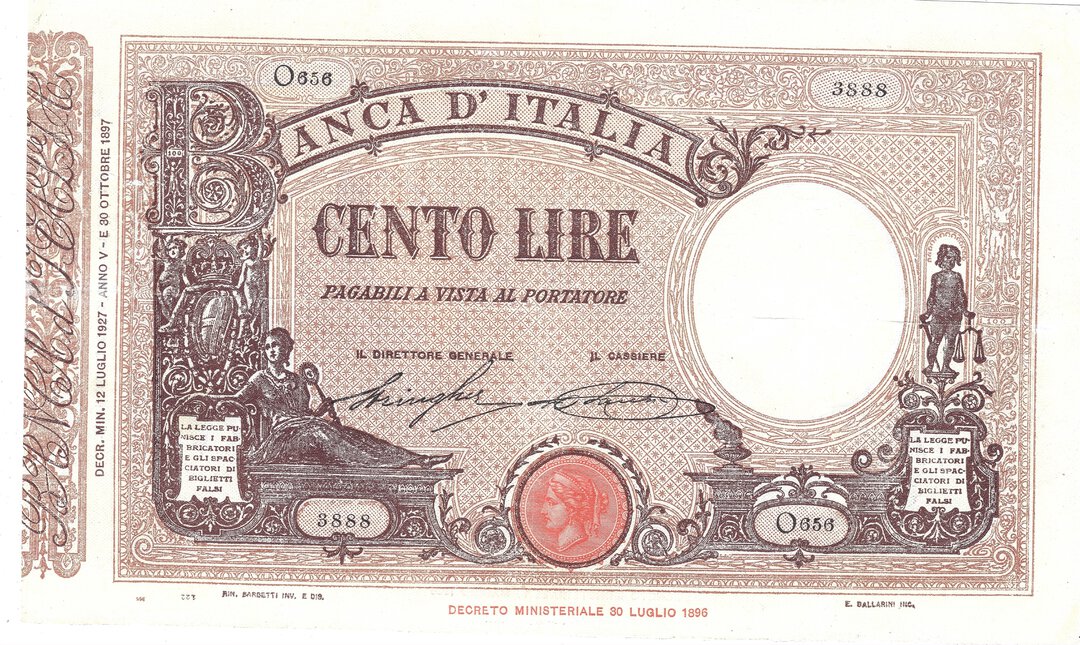 O656
3888
BANCA D' ITALIA
100
CENTO LIRE
PAGABILI A VISTA AL PORTATORE
IL DIRETTORE GENERALE
IL CASSIERE
Stringher
DECR. MIN. 12 LUGLIO 1927 - ANNO V - E 30 OTTOBRE 1897
LA LEGGE PU-
NISCE I FAB-
BRICATORI
E GLI SPAC-
CIATORI DI
BIGLIETTI
FALSI
LA LEGGE PU-
NISCE I FAB-
BRICATORI
E GLI SPAC-
CIATORI DI
BIGLIETTI
FALSI
3888
O656
RIN. BARBETTI INV. E DIS.
E. BALLARINI INC.
DECRETO MINISTERIALE 30 LUGLIO 1896